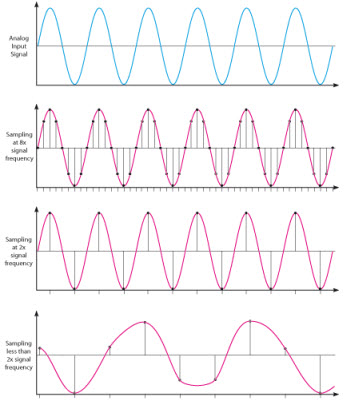 Analog
Input
Signal
Sampling
at 8x
signal
frequency
Sampling
at 2x
signal
frequency
Sampling
less than
2x signal
frequency